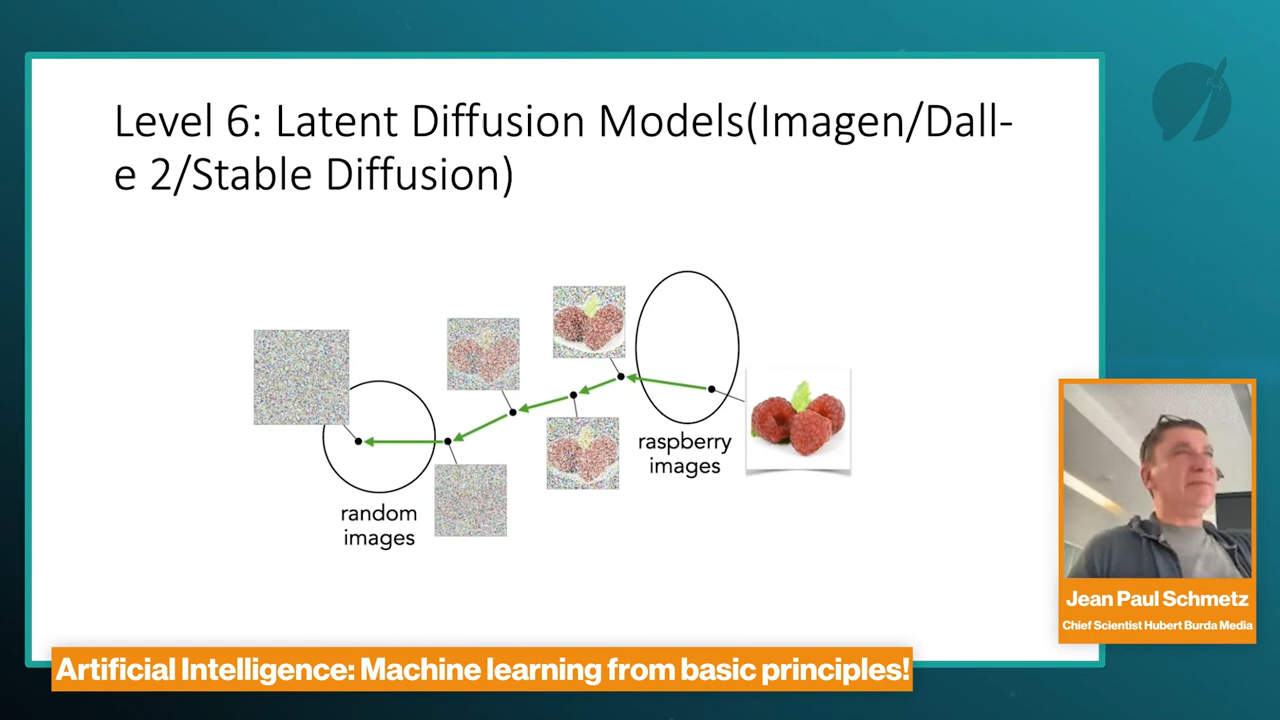 Level 6: Latent Diffusion Models(Imagen/Dall-
e 2/Stable Diffusion)
raspberry
images
random
images
Jean Paul Schmetz
Chief Scientist Hubert Burda Media
Artificial Intelligence: Machine learning from basic principles!